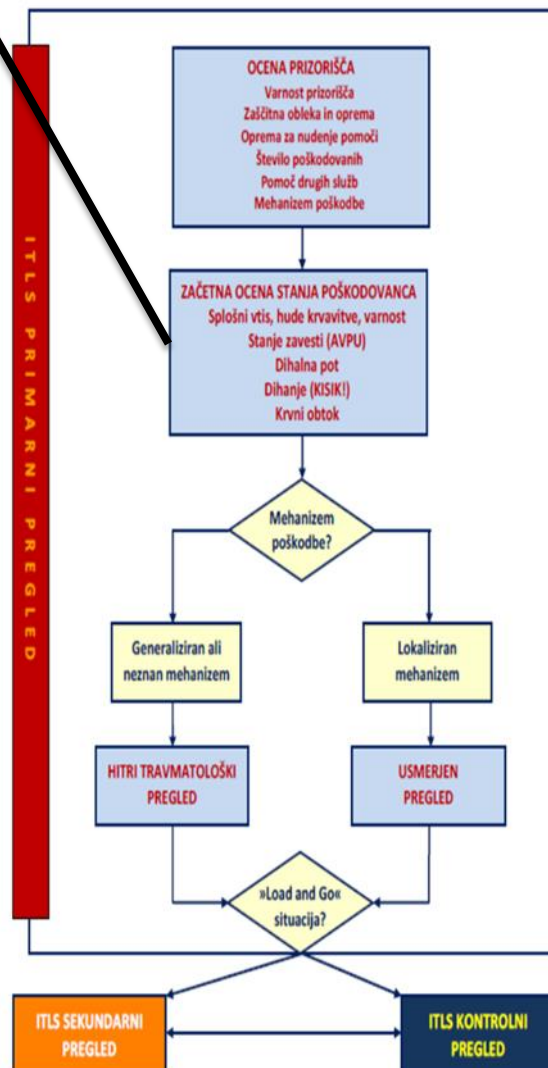 ITLS PRIMARNI PREGLED
OCENA PRIZORIŠČA
Varnost prizorišča
Zaščitna obleka in oprema
Oprema za nudenje pomoči
Število poškodovanih
Pomoč drugih služb
Mehanizem poškodbe
ZAČETNA OCENA STANJA POŠKODOVANCA
Splošni vtis, hude krvavitve, varnost
Stanje zavesti (AVPU)
Dihalna pot
Dihanje (KISIK!)
Krvni obtok
Mehanizem
poškodbe?
Generaliziran ali
neznan mehanizem
Lokaliziran
mehanizem
HITRI TRAVMATOLOŠKI
PREGLED
USMERJEN
PREGLED
»Load and Go«
situacija?
ITLS SEKUNDARNI
PREGLED
ITLS KONTROLNI
PREGLED